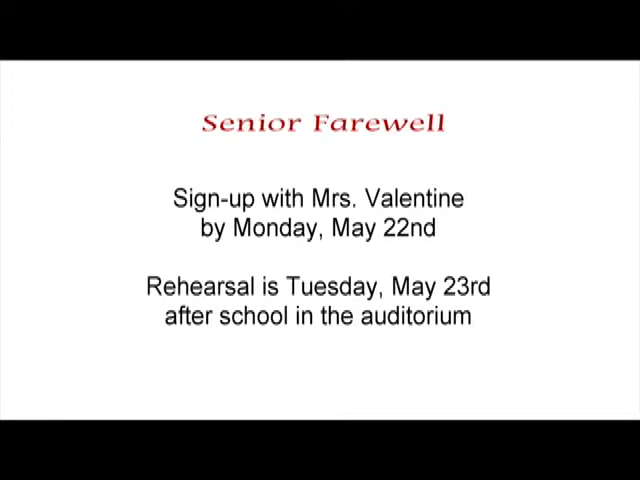 Senior Farewell
Sign-up with Mrs. Valentine
by Monday, May 22nd
Rehearsal is Tuesday, May 23rd
after school in the auditorium